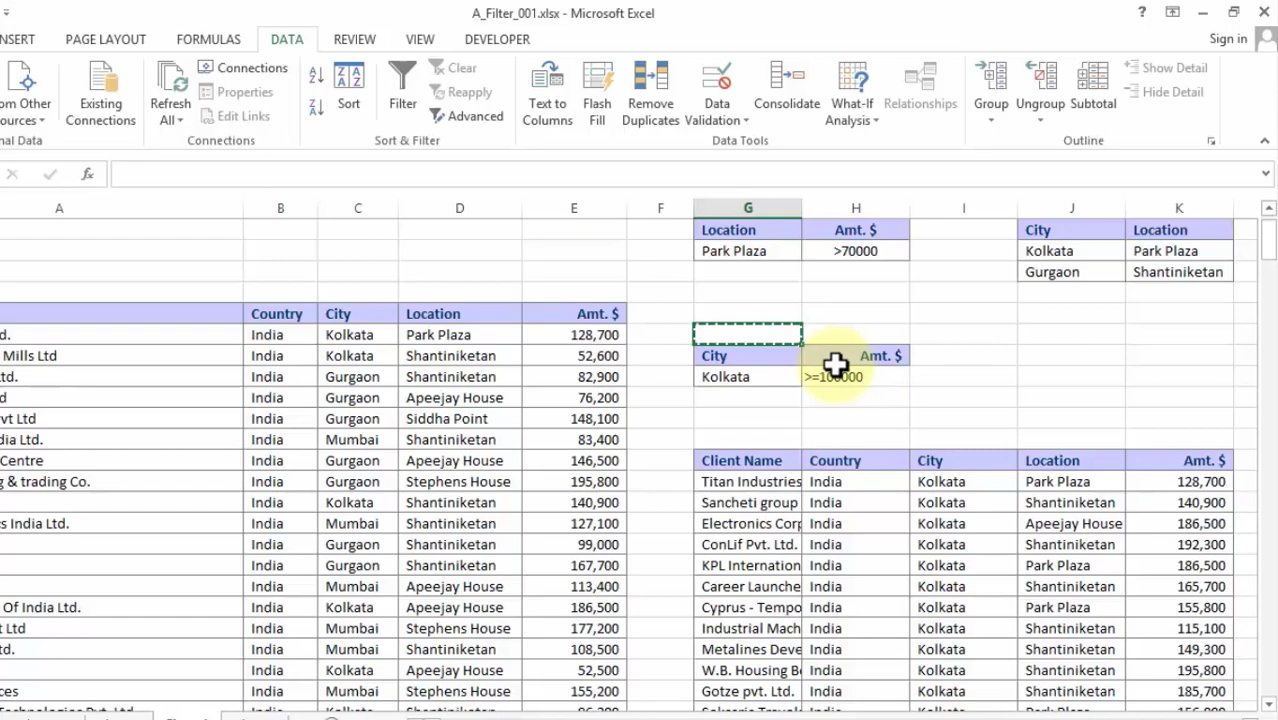 A_Filter_001.xlsx - Microsoft Excel
?
INSERT PAGE LAYOUT FORMULAS DATA REVIEW VIEW DEVELOPER Sign in
Connections Clear Show Detail
Properties Reapply Hide Detail
Edit Links Advanced
om Other Existing Refresh Sort Filter Text to Flash Remove Data Consolidate What-If Relationships Group Ungroup Subtotal
ources Connections All Columns Fill Duplicates Validation Analysis
nal Data Connections Sort & Filter Data Tools Outline
fx
A B C D E F G H I J K
Location Amt. $ City Location
Park Plaza >70000 Kolkata Park Plaza
Gurgaon Shantiniketan
Country City Location Amt. $
d. India Kolkata Park Plaza 128,700
Mills Ltd India Kolkata Shantiniketan 52,600 City Amt. $
td. India Gurgaon Shantiniketan 82,900 Kolkata >=100000
d India Gurgaon Apeejay House 76,200
vt Ltd India Gurgaon Siddha Point 148,100
dia Ltd. India Mumbai Shantiniketan 83,400
Centre India Gurgaon Apeejay House 146,500 Client Name Country City Location Amt. $
g & trading Co. India Gurgaon Stephens House 195,800 Titan Industries India Kolkata Park Plaza 128,700
India Kolkata Shantiniketan 140,900 Sancheti group India Kolkata Shantiniketan 140,900
cs India Ltd. India Mumbai Shantiniketan 127,100 Electronics Corp India Kolkata Apeejay House 186,500
India Gurgaon Shantiniketan 99,000 ConLif Pvt. Ltd. India Kolkata Shantiniketan 192,300
India Gurgaon Shantiniketan 167,700 KPL Internation India Kolkata Park Plaza 186,500
India Mumbai Apeejay House 113,400 Career Launche India Kolkata Shantiniketan 165,700
Of India Ltd. India Kolkata Apeejay House 186,500 Cyprus - Tempo India Kolkata Park Plaza 155,800
t Ltd India Mumbai Stephens House 177,200 Industrial Mach India Kolkata Shantiniketan 115,100
td. India Mumbai Shantiniketan 108,500 Metalines Deve India Kolkata Shantiniketan 149,300
India Kolkata Apeejay House 52,500 W.B. Housing Bo India Kolkata Shantiniketan 195,800
ces India Mumbai Stephens House 155,200 Gotze pvt. Ltd. India Kolkata Shantiniketan 185,700
India Gurgaon Shantiniketan India Kolkata Shantiniketan